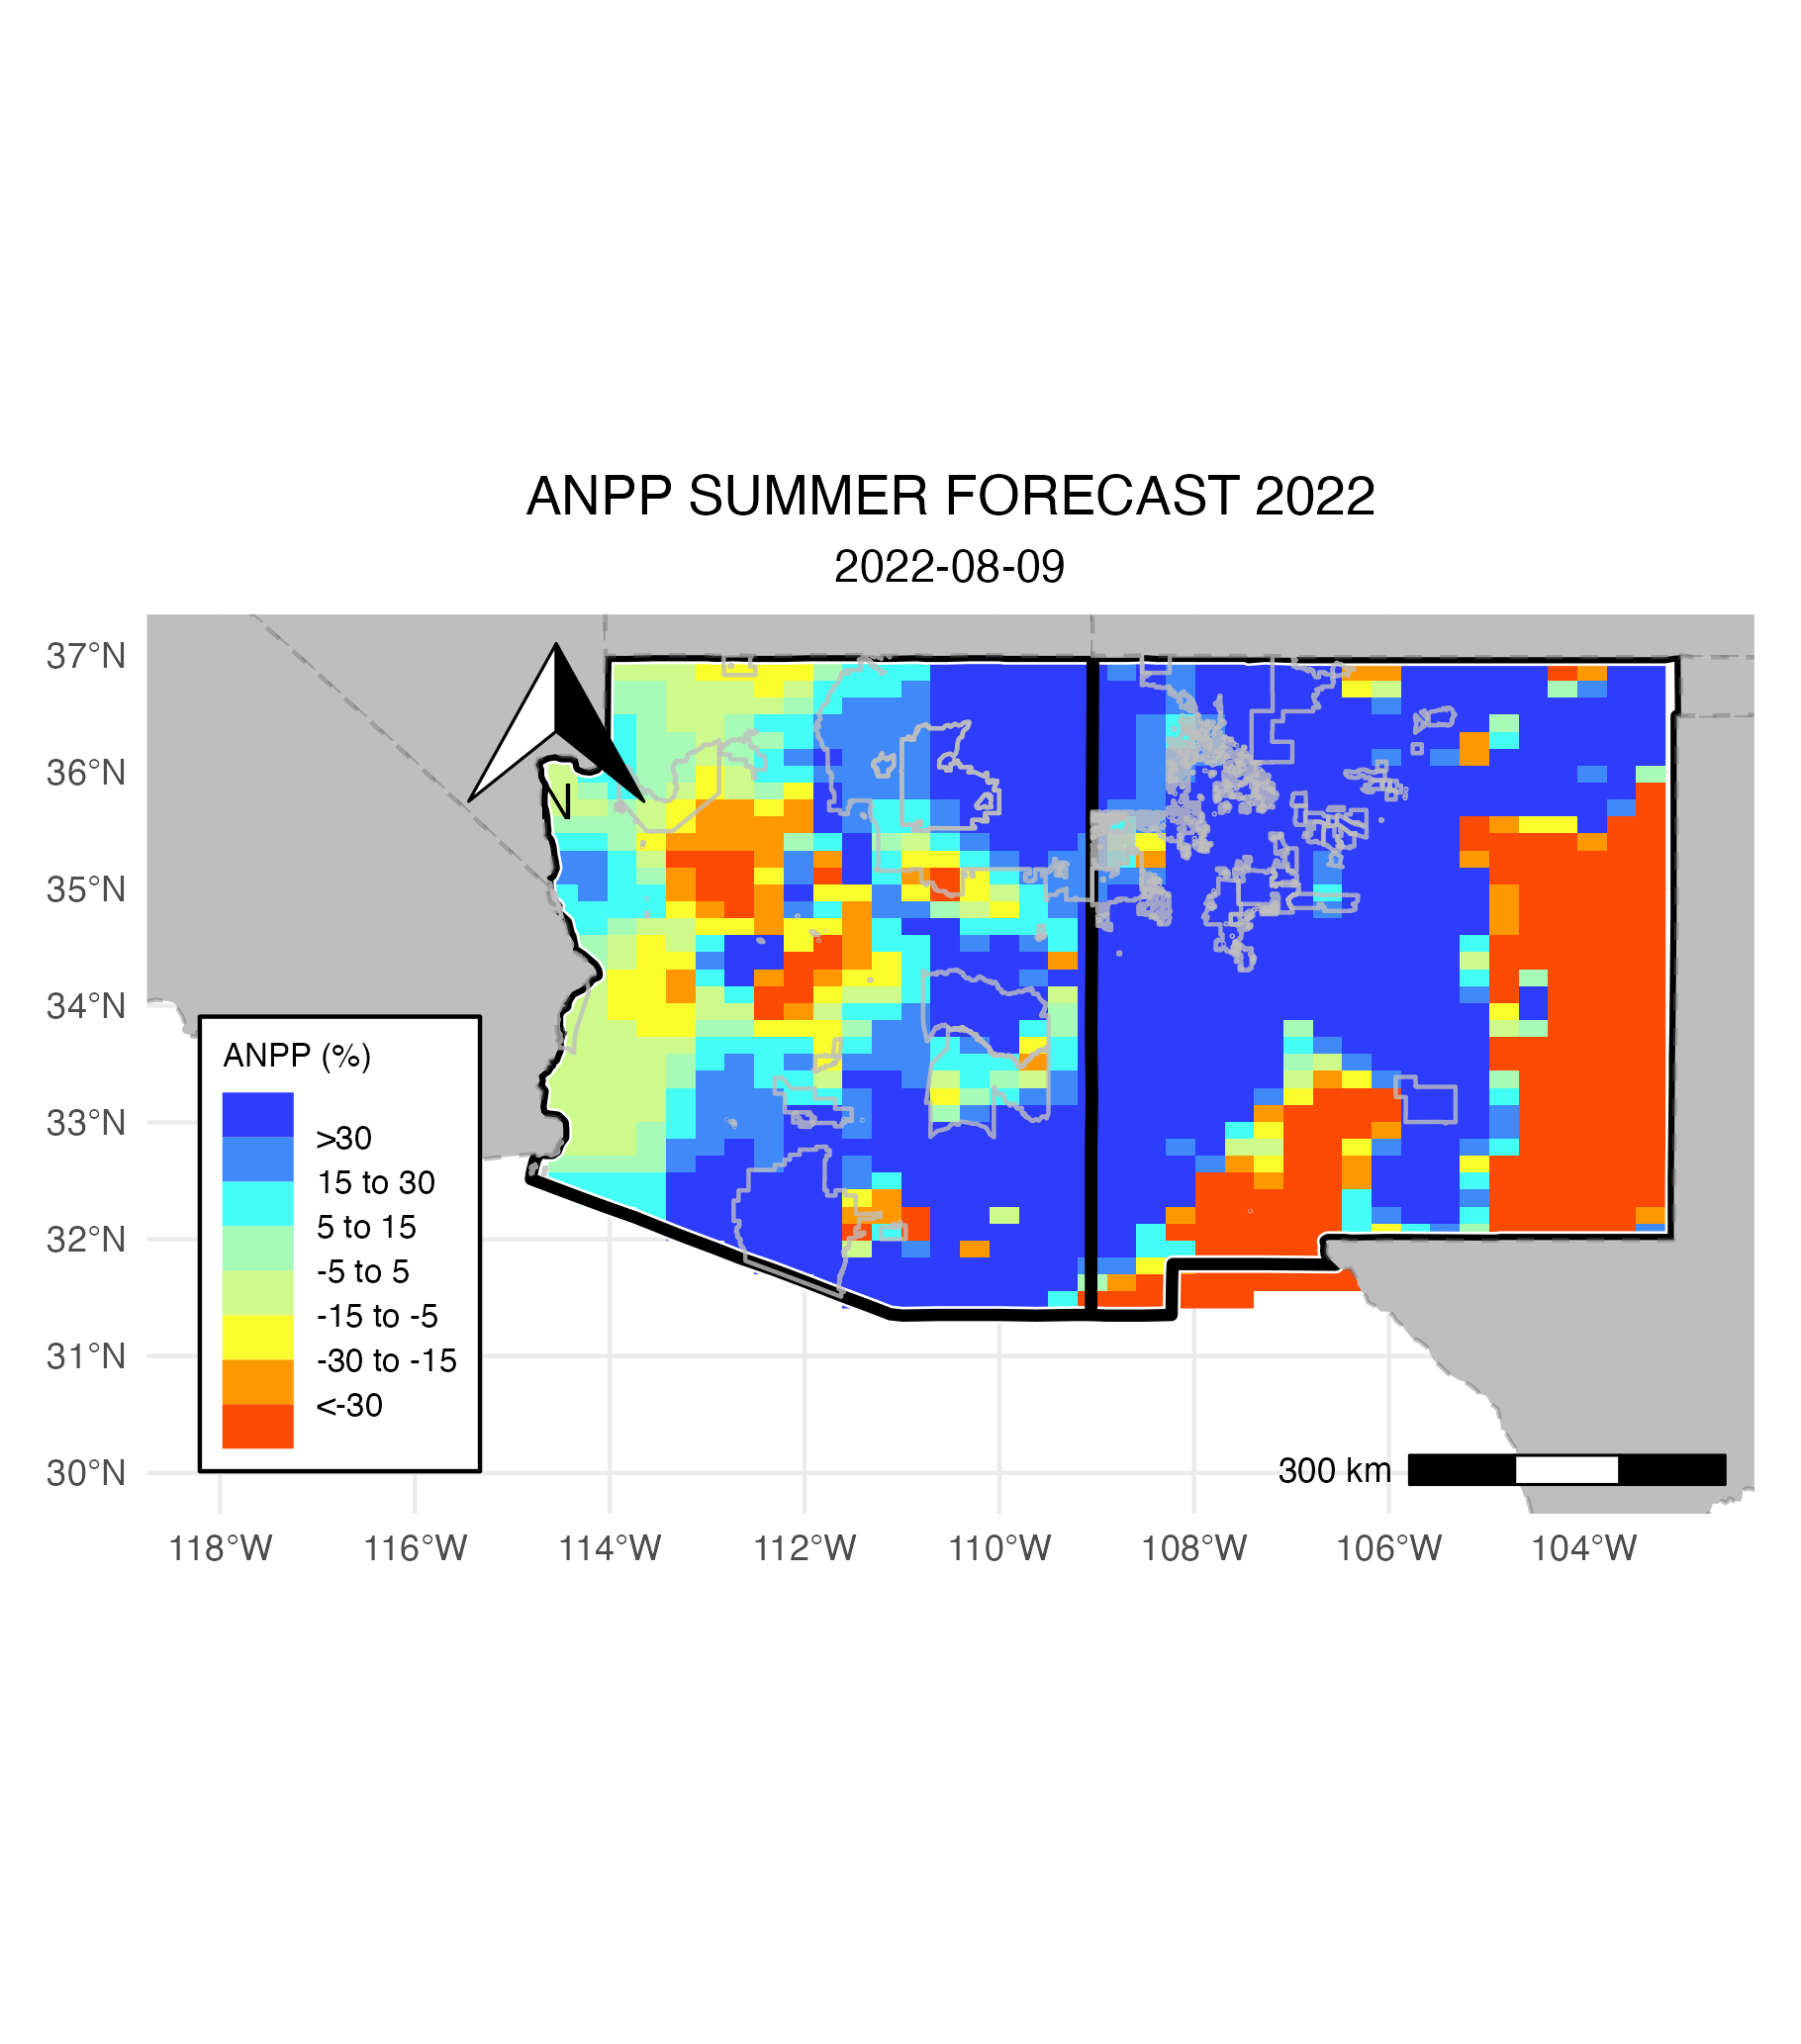 ANPP SUMMER FORECAST 2022
2022-08-09
37°N
36°N
35°N
34°N
33°N
32°N
31°N
30°N
N
ANPP (%)
>30
15 to 30
5 to 15
-5 to 5
-15 to -5
-30 to -15
<-30
300 km
118°W 116°W 114°W 112°W 110°W 108°W 106°W 104°W